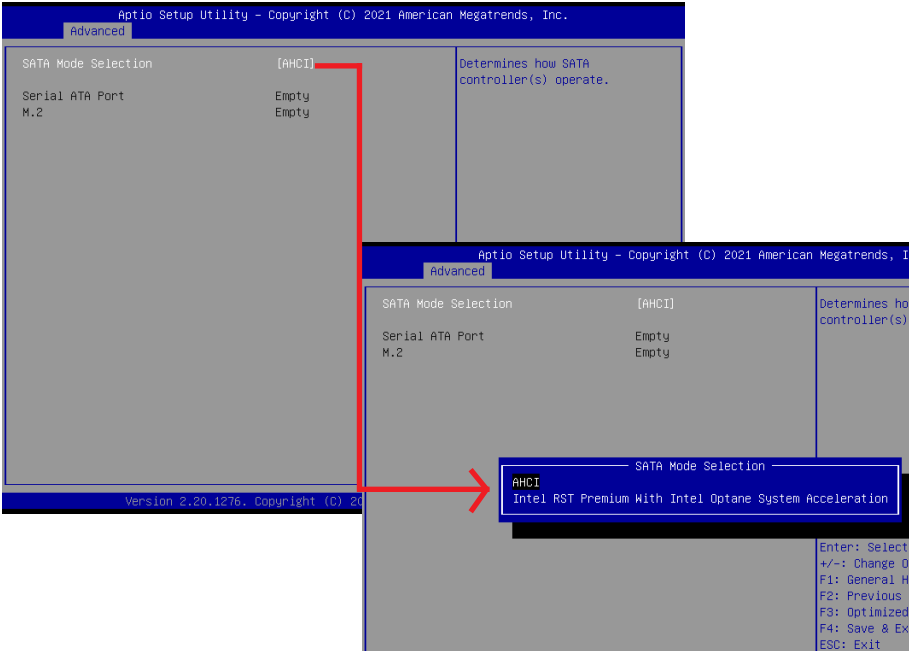 Aptio Setup Utility – Copyright (C) 2021 American Megatrends, Inc.
Advanced
SATA Mode Selection [AHCI]
Serial ATA Port Empty
M.2 Empty
Determines how SATA
controller(s) operate.
Version 2.20.1276. Copyright (C) 20
Aptio Setup Utility – Copyright (C) 2021 American Megatrends, I
Advanced
SATA Mode Selection [AHCI]
Serial ATA Port Empty
M.2 Empty
Determines ho
controller(s)
SATA Mode Selection
AHCI
Intel RST Premium With Intel Optane System Acceleration
Enter: Select
+/-: Change O
F1: General H
F2: Previous
F3: Optimized
F4: Save & Ex
ESC: Exit